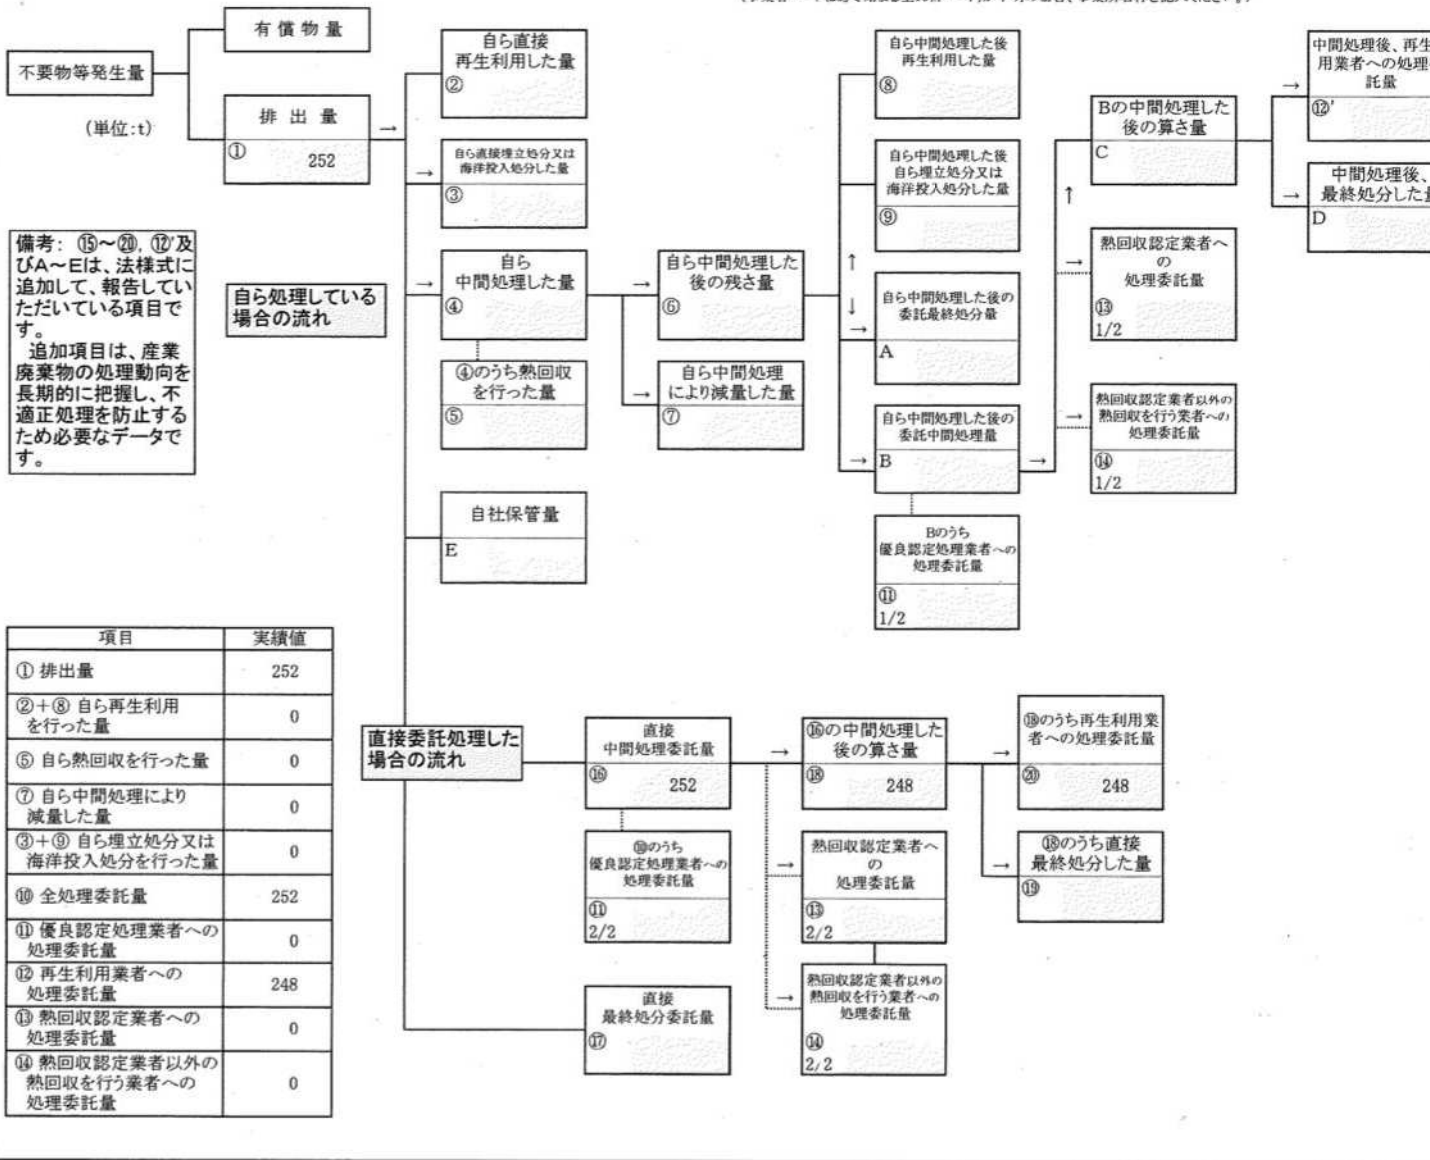 不要物等発生量
有償物量
(単位:t)
排出量
①
252
自ら直接
再生利用した量
②
自ら直接埋立処分又は
海洋投入処分した量
③
備考: ⑮～⑳, ⑫'及
びA～Eは、法様式に
追加して、報告してい
ただいている項目で
す。
追加項目は、産業
廃棄物の処理動向を
長期的に把握し、不
適正処理を防止する
ため必要なデータで
す。
自ら処理している
場合の流れ
自ら
中間処理した量
④
④のうち熱回収
を行った量
⑤
自ら中間処理した
後の残さ量
⑥
自ら中間処理
により減量した量
⑦
自ら中間処理した後
再生利用した量
⑧
自ら中間処理した後
自ら埋立処分又は
海洋投入処分した量
⑨
自ら中間処理した後の
委託最終処分量
A
自ら中間処理した後の
委託中間処理量
B
Bのうち
優良認定処理業者への
処理委託量
⑪
1/2
Bの中間処理した
後の算さ量
C
熱回収認定業者へ
の
処理委託量
⑬
1/2
熱回収認定業者以外の
熱回収を行う業者への
処理委託量
⑭
1/2
中間処理後、再生
用業者への処理
託量
⑫'
中間処理後、
最終処分した
D
自社保管量
E
項目 実績値
① 排出量 252
②+⑧ 自ら再生利用
を行った量 0
⑤ 自ら熱回収を行った量 0
⑦ 自ら中間処理により
減量した量 0
③+⑨ 自ら埋立処分又は
海洋投入処分を行った量 0
⑩ 全処理委託量 252
⑪ 優良認定処理業者への
処理委託量 0
⑫ 再生利用業者への
処理委託量 248
⑬ 熱回収認定業者への
処理委託量 0
⑭ 熱回収認定業者以外の
熱回収を行う業者への
処理委託量 0
直接委託処理した
場合の流れ
直接
中間処理委託量
⑯ 252
⑩のうち
優良認定処理業者への
処理委託量
⑪
2/2
直接
最終処分委託量
⑰
⑯の中間処理した
後の算さ量
⑱ 248
熱回収認定業者へ
の
処理委託量
⑬
2/2
熱回収認定業者以外の
熱回収を行う業者への
処理委託量
⑭
2/2
⑱のうち再生利用業
者への処理委託量
⑳ 248
⑱のうち直接
最終処分した量
⑲